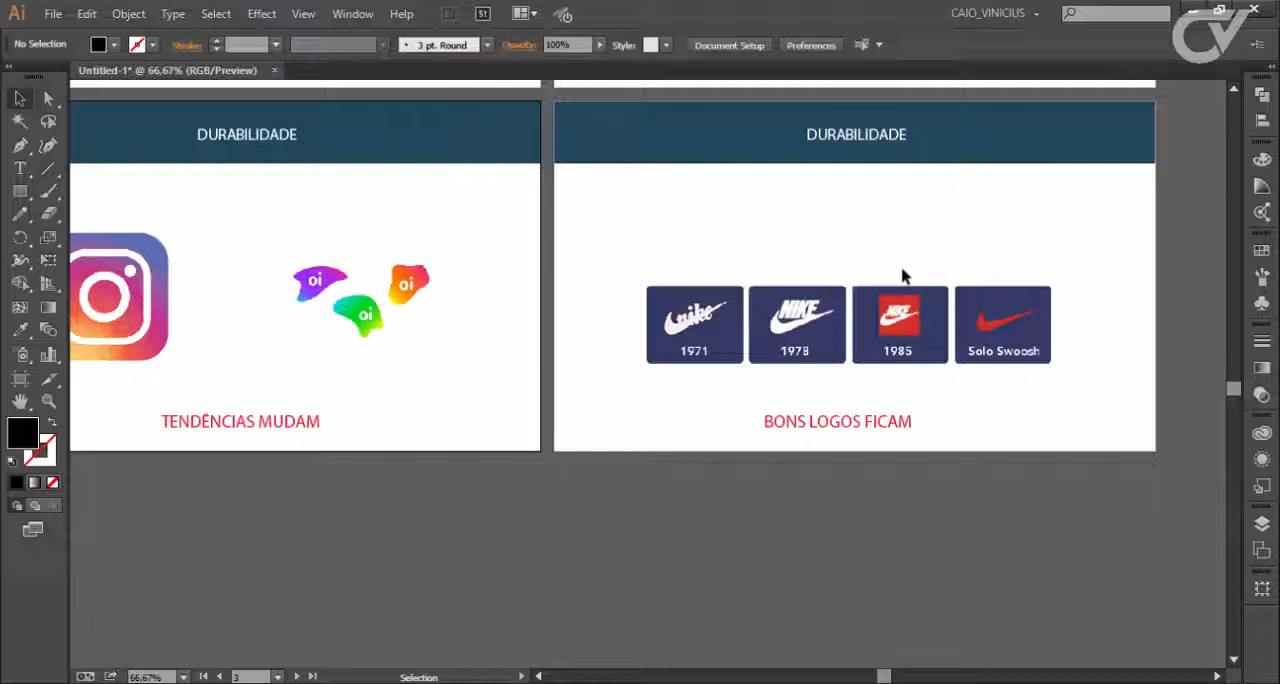 Ai File Edit Object Type Select Effect View Window Help St CAIO_VINICIUS
CV
No Selection Stroke: 3 pt. Round Opacity: 100% Style: Document Setup Preferences
Untitled-1* @ 66,67% (RGB/Preview) ×
DURABILIDADE
oi oi
oi
TENDÊNCIAS MUDAM
DURABILIDADE
nike NIKE NIKE
1971 1978 1985 Solo Swoosh
BONS LOGOS FICAM
T
66,67% 3 Selection